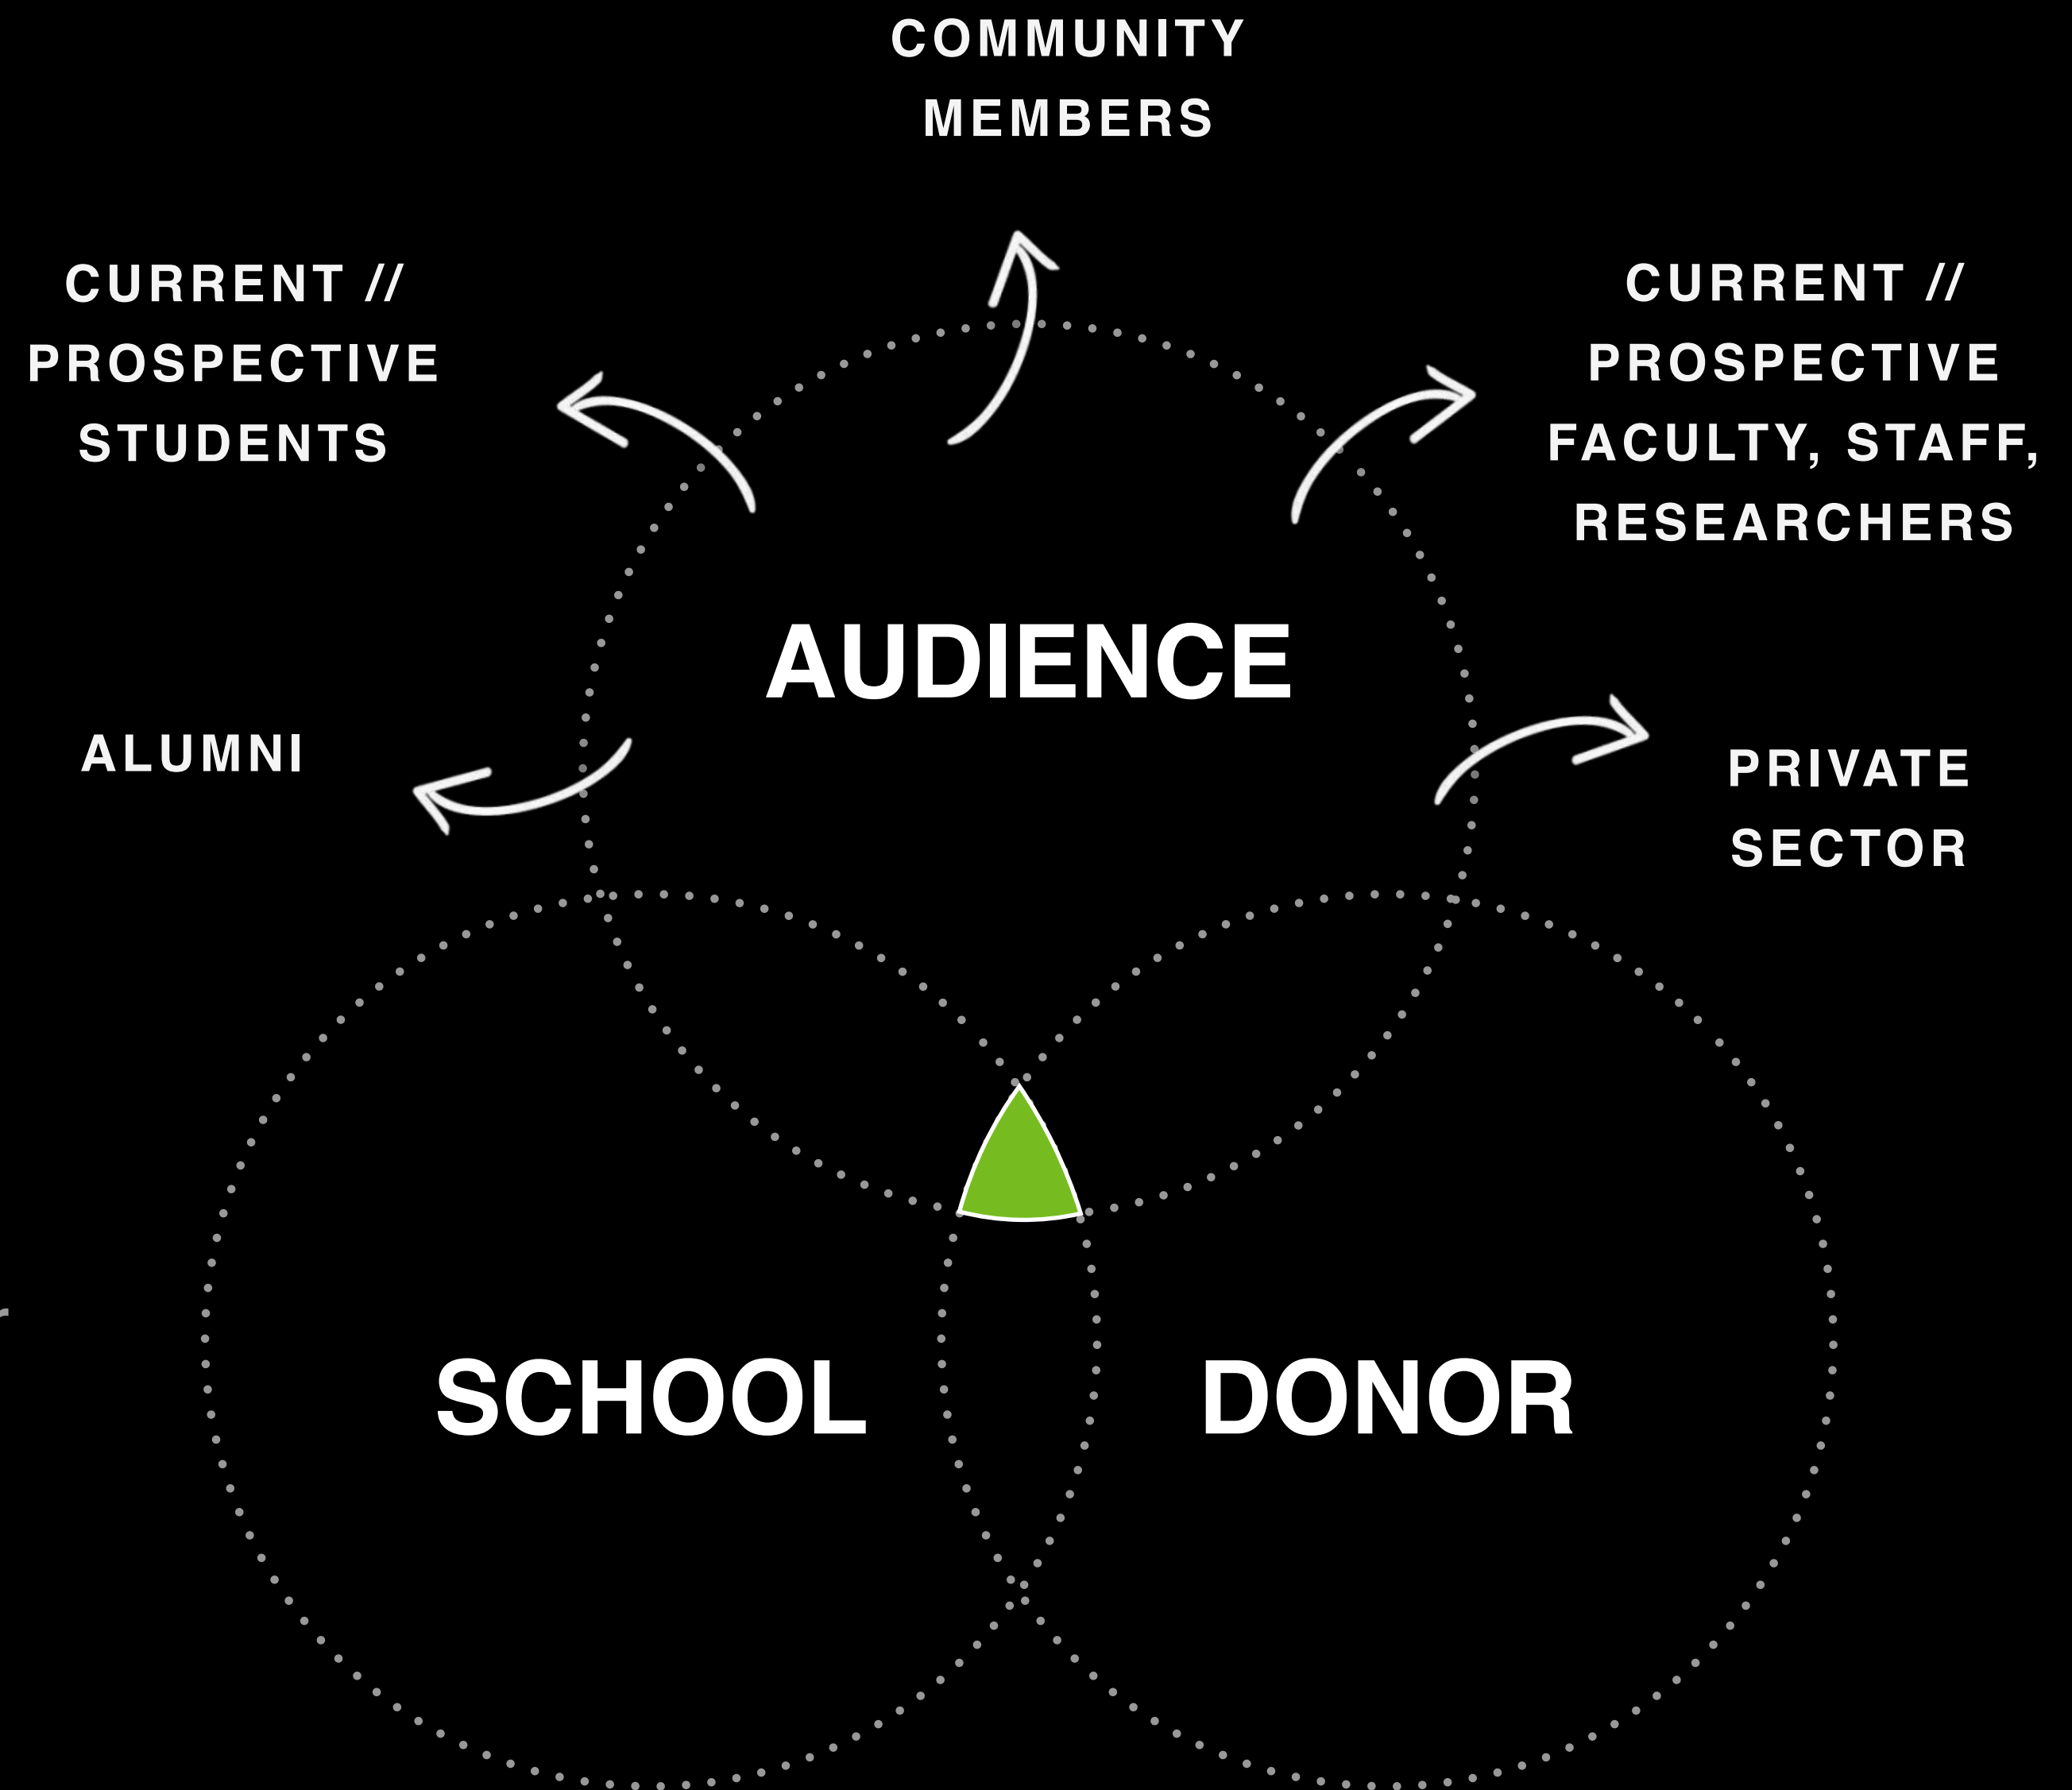 COMMUNITY
MEMBERS
CURRENT //
PROSPECTIVE
STUDENTS
CURRENT //
PROSPECTIVE
FACULTY, STAFF,
RESEARCHERS
AUDIENCE
ALUMNI
PRIVATE
SECTOR
SCHOOL
DONOR